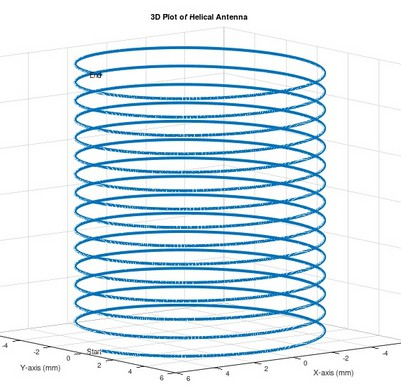 3D Plot of Helical Antenna
End
Start
-4
-2
0
2
4
6
Y-axis (mm)
6
4
2
0
-2
-4
X-axis (mm)